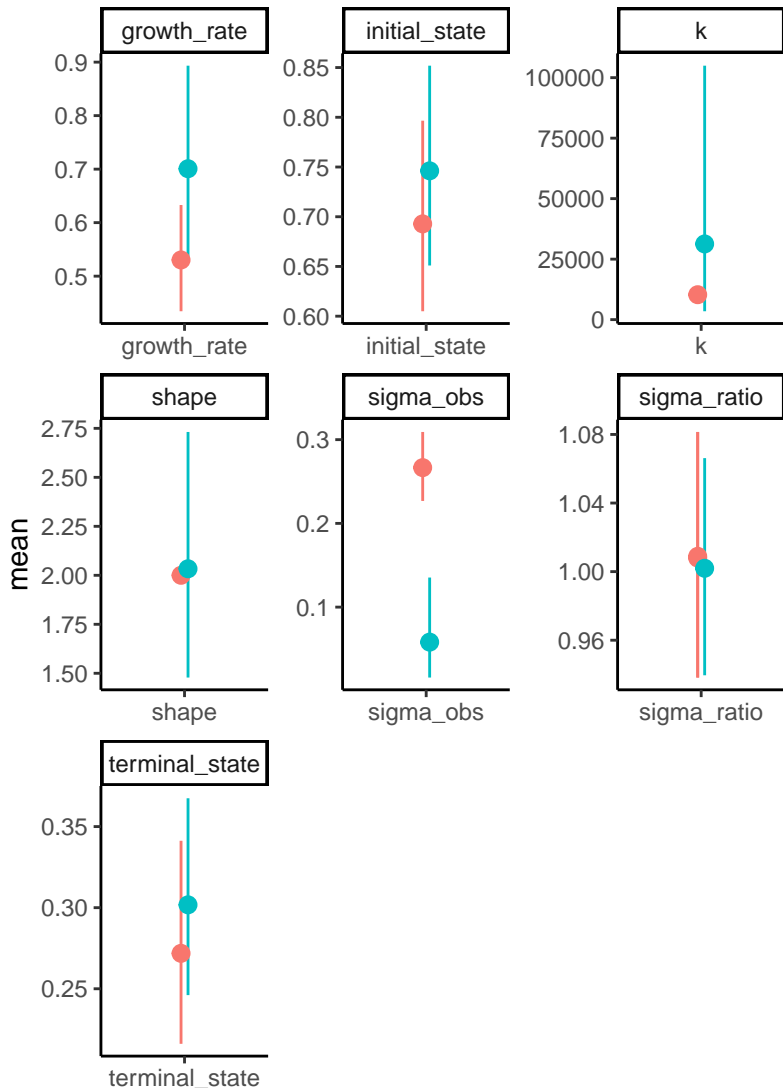 growth_rate
0.9
0.8
0.7
0.6
0.5
growth_rate
initial_state
0.85
0.80
0.75
0.70
0.65
0.60
initial_state
k
100000
75000
50000
25000
0
k
mean
shape
2.75
2.50
2.25
2.00
1.75
1.50
shape
sigma_obs
0.3
0.2
0.1
sigma_obs
sigma_ratio
1.08
1.04
1.00
0.96
sigma_ratio
terminal_state
0.35
0.30
0.25
terminal_state